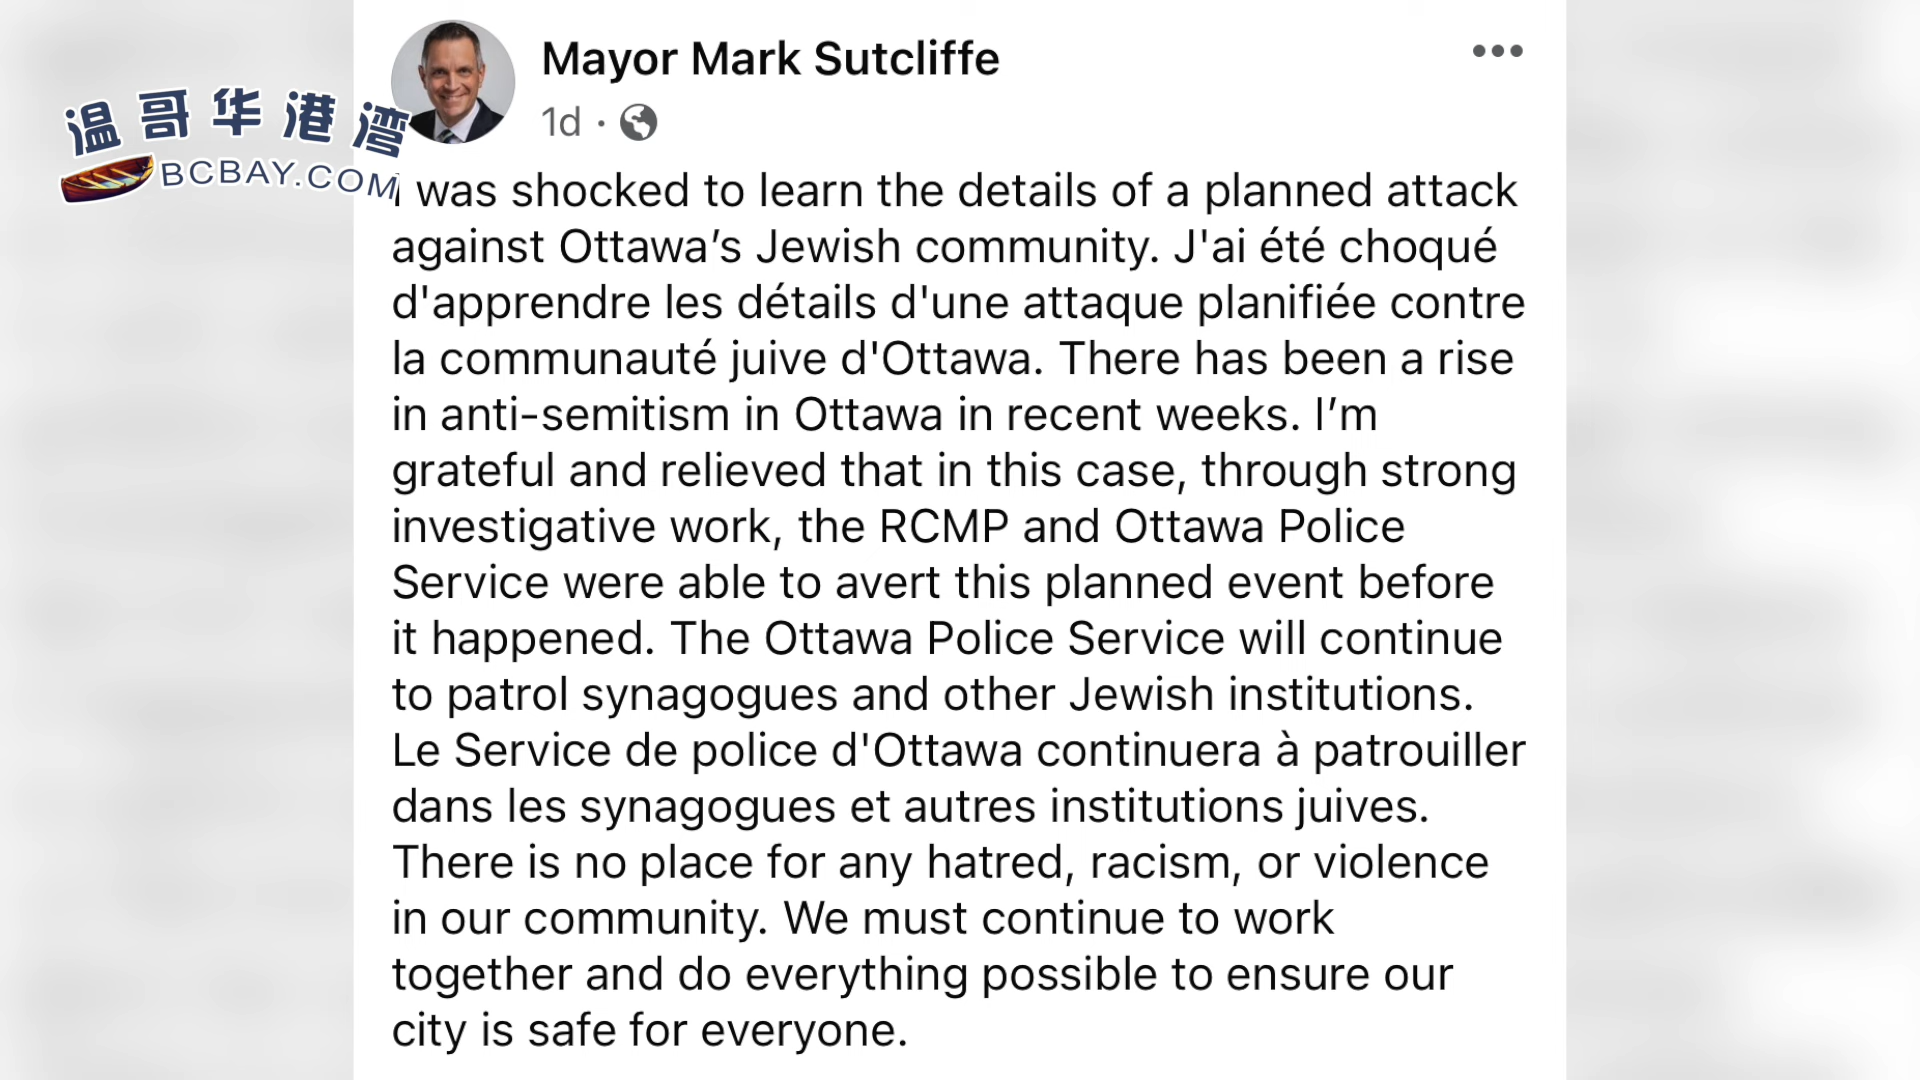 Mayor Mark Sutcliffe
1d ·
温哥华港湾
BCBAY.COM
I was shocked to learn the details of a planned attack
against Ottawa’s Jewish community. J'ai été choqué
d'apprendre les détails d'une attaque planifiée contre
la communauté juive d'Ottawa. There has been a rise
in anti-semitism in Ottawa in recent weeks. I’m
grateful and relieved that in this case, through strong
investigative work, the RCMP and Ottawa Police
Service were able to avert this planned event before
it happened. The Ottawa Police Service will continue
to patrol synagogues and other Jewish institutions.
Le Service de police d'Ottawa continuera à patrouiller
dans les synagogues et autres institutions juives.
There is no place for any hatred, racism, or violence
in our community. We must continue to work
together and do everything possible to ensure our
city is safe for everyone.